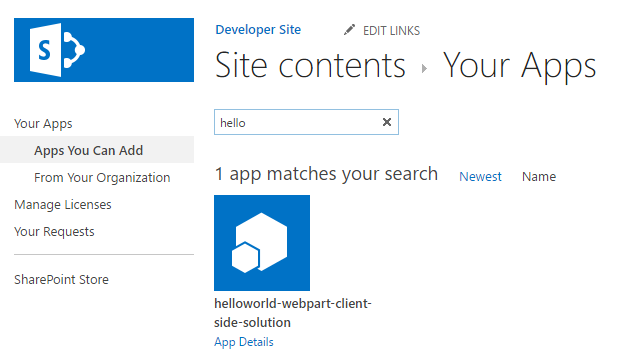 S
Developer Site
EDIT LINKS
Site contents ▸ Your Apps
hello
Your Apps
Apps You Can Add
From Your Organization
Manage Licenses
Your Requests
SharePoint Store
1 app matches your search
Newest
Name
helloworld-webpart-client-
side-solution
App Details